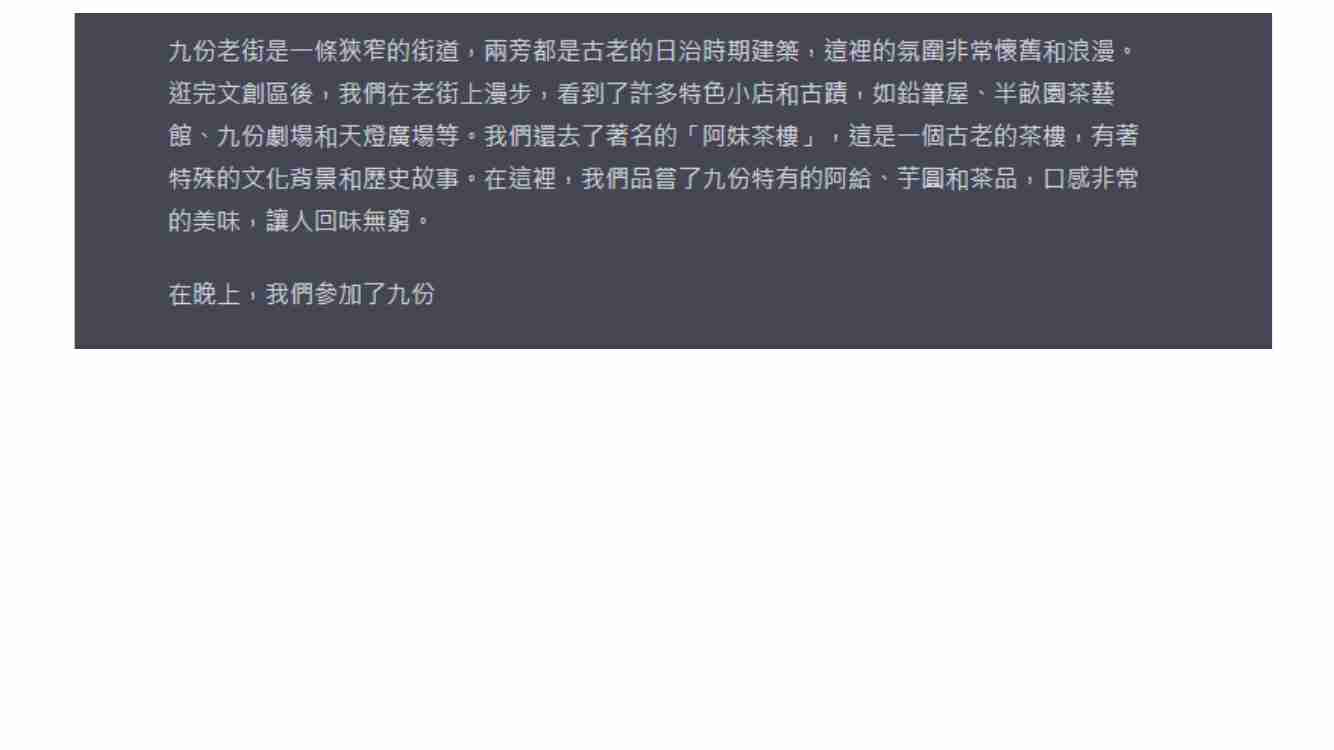 九份老街是一條狹窄的街道，兩旁都是古老的日治時期建築，這裡的氛圍非常懷舊和浪漫。
逛完文創區後，我們在老街上漫步，看到了許多特色小店和古蹟，如鉛筆屋、半畝園茶藝
館、九份劇場和天燈廣場等。我們還去了著名的「阿妹茶樓」，這是一個古老的茶樓，有著
特殊的文化背景和歷史故事。在這裡，我們品嘗了九份特有的阿給、芋圓和茶品，口感非常
的美味，讓人回味無窮。
在晚上，我們參加了九份